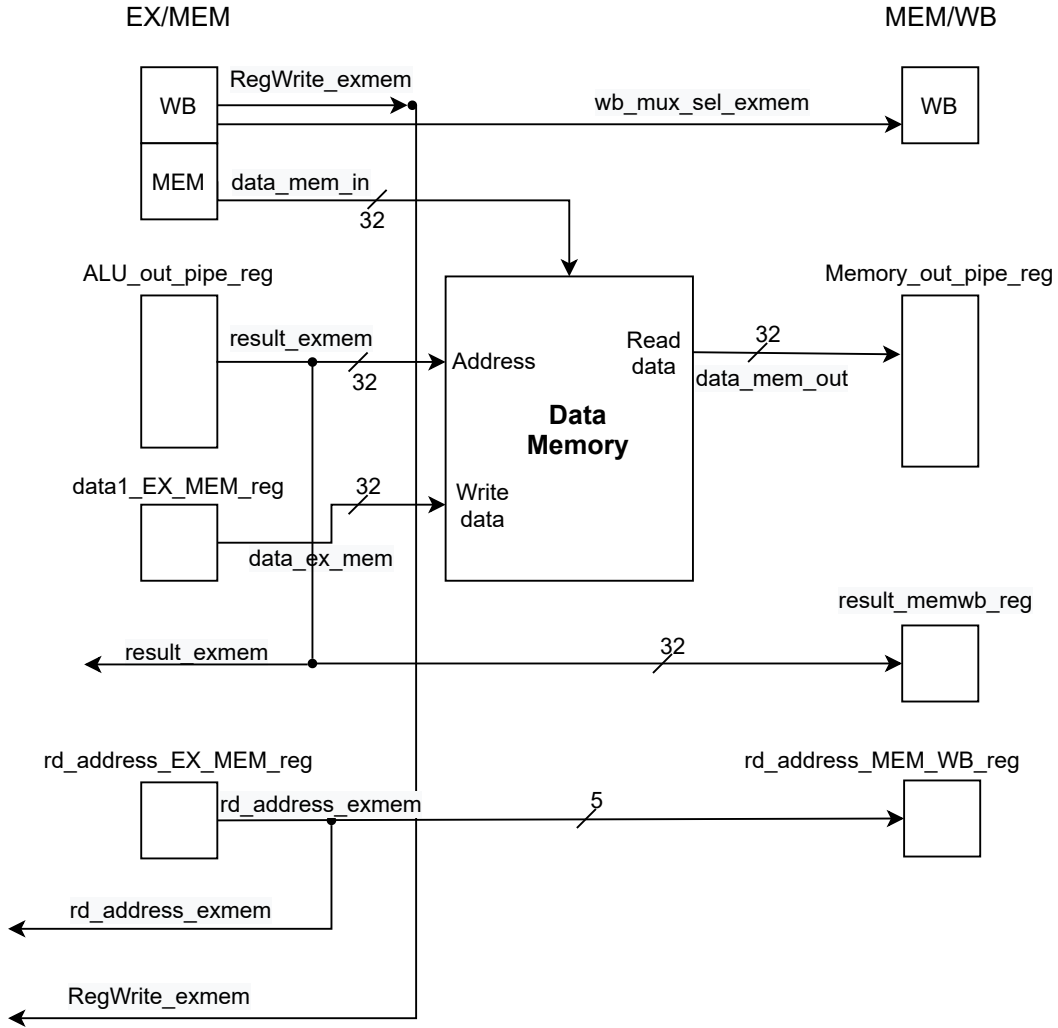 EX/MEM
MEM/WB
RegWrite_exmem
WB
wb_mux_sel_exmem
WB
MEM
data_mem_in
32
ALU_out_pipe_reg
Memory_out_pipe_reg
result_exmem
32
Address
Read
data
32
data_mem_out
Data
Memory
data1_EX_MEM_reg
32
Write
data
data_ex_mem
result_memwb_reg
result_exmem
32
rd_address_EX_MEM_reg
rd_address_MEM_WB_reg
rd_address_exmem
5
rd_address_exmem
RegWrite_exmem